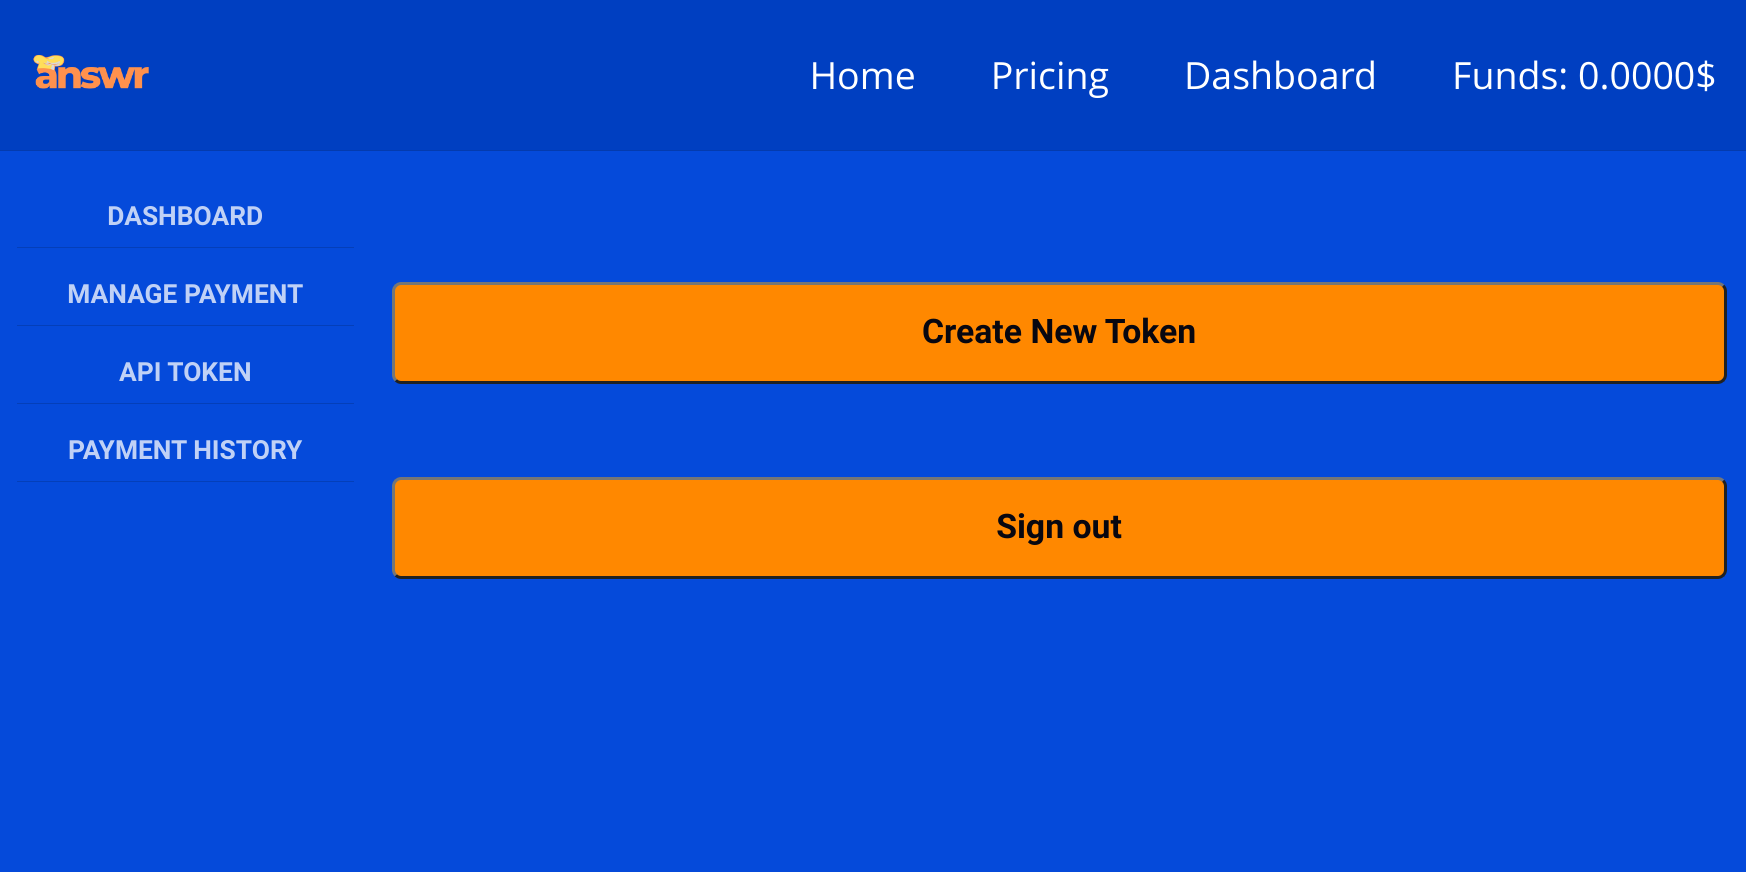 answr
Home
Pricing
Dashboard
Funds: 0.0000$
DASHBOARD
MANAGE PAYMENT
API TOKEN
PAYMENT HISTORY
Create New Token
Sign out